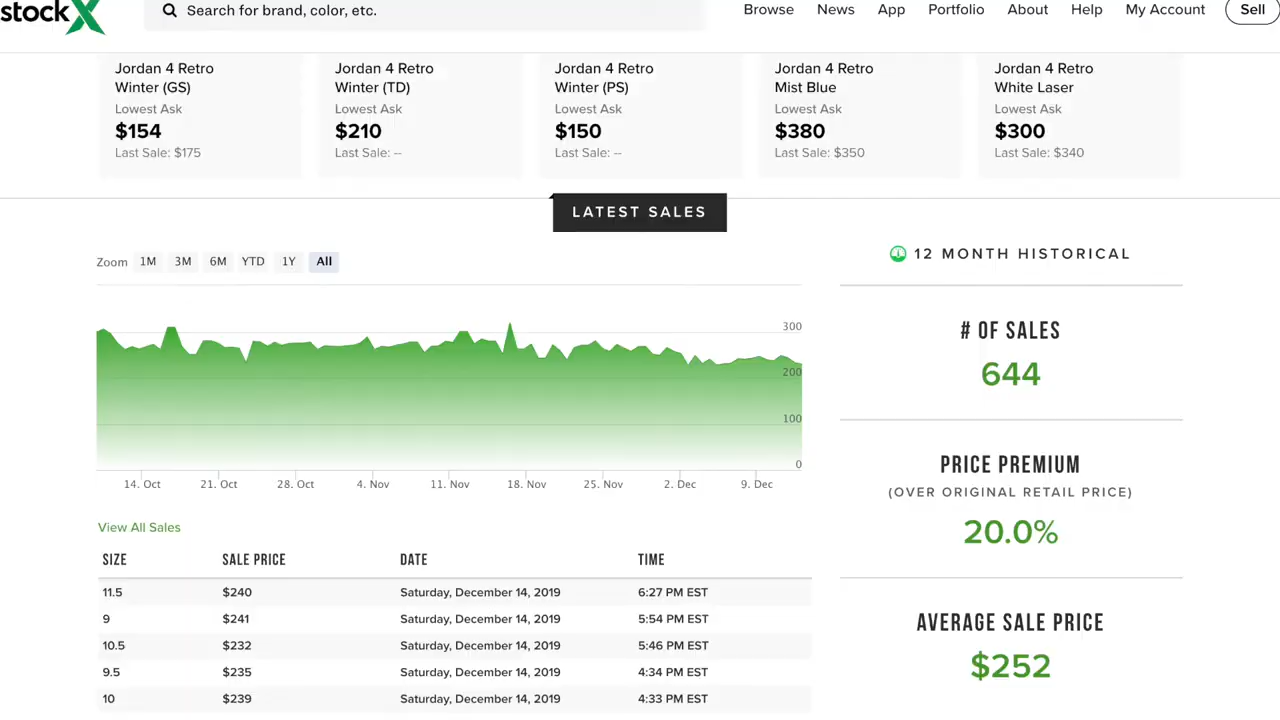 stockX
Search for brand, color, etc.
Browse News App Portfolio About Help My Account Sell
Jordan 4 Retro
Winter (GS)
Lowest Ask
$154
Last Sale: $175
Jordan 4 Retro
Winter (TD)
Lowest Ask
$210
Last Sale: --
Jordan 4 Retro
Winter (PS)
Lowest Ask
$150
Last Sale: --
Jordan 4 Retro
Mist Blue
Lowest Ask
$380
Last Sale: $350
Jordan 4 Retro
White Laser
Lowest Ask
$300
Last Sale: $340
LATEST SALES
Zoom 1M 3M 6M YTD 1Y All
300
200
100
0
14. Oct 21. Oct 28. Oct 4. Nov 11. Nov 18. Nov 25. Nov 2. Dec 9. Dec
View All Sales
SIZE SALE PRICE DATE TIME
11.5 $240 Saturday, December 14, 2019 6:27 PM EST
9 $241 Saturday, December 14, 2019 5:54 PM EST
10.5 $232 Saturday, December 14, 2019 5:46 PM EST
9.5 $235 Saturday, December 14, 2019 4:34 PM EST
10 $239 Saturday, December 14, 2019 4:33 PM EST
12 MONTH HISTORICAL
# OF SALES
644
PRICE PREMIUM
(OVER ORIGINAL RETAIL PRICE)
20.0%
AVERAGE SALE PRICE
$252